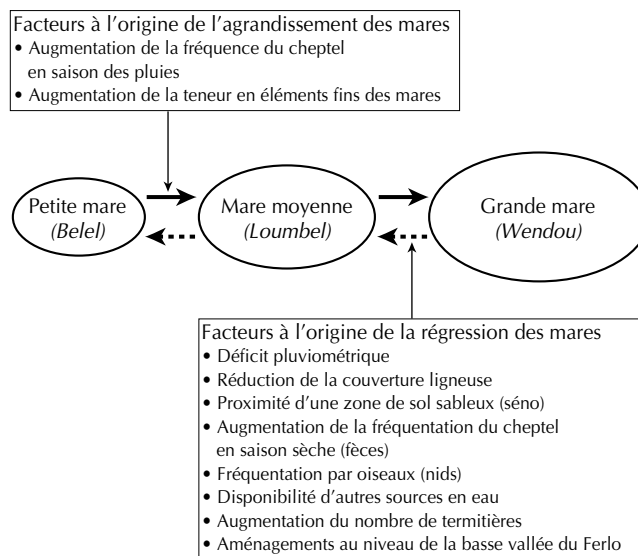 Facteurs à l'origine de l'agrandissement des mares
• Augmentation de la fréquence du cheptel
en saison des pluies
• Augmentation de la teneur en éléments fins des mares
Petite mare
(Belel)
Mare moyenne
(Loumbel)
Grande mare
(Wendou)
Facteurs à l'origine de la régression des mares
• Déficit pluviométrique
• Réduction de la couverture ligneuse
• Proximité d'une zone de sol sableux (séno)
• Augmentation de la fréquentation du cheptel
en saison sèche (fèces)
• Fréquentation par oiseaux (nids)
• Disponibilité d'autres sources en eau
• Augmentation du nombre de termitières
• Aménagements au niveau de la basse vallée du Ferlo